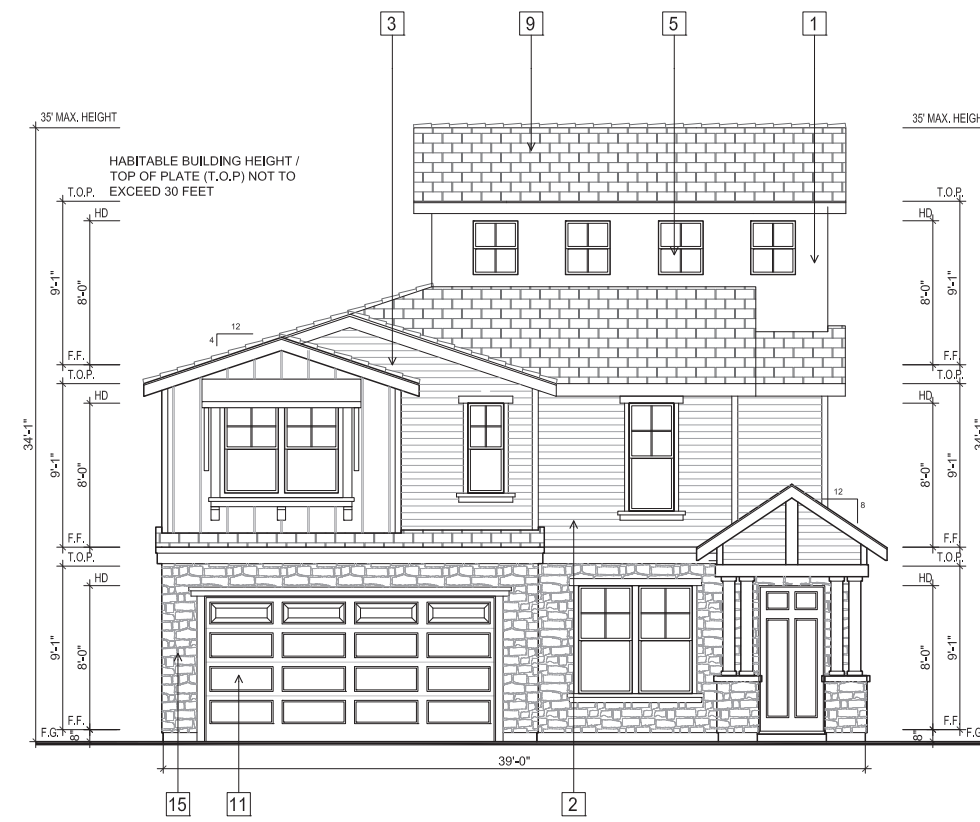 3
9
5
1
35' MAX. HEIGHT
35' MAX. HEIGH
HABITABLE BUILDING HEIGHT /
TOP OF PLATE (T.O.P) NOT TO
EXCEED 30 FEET
T.O.P.
T.O.P.
HD
HD
9'-1"
8'-0"
8'-0"
9'-1"
12
4
F.F.
F.F.
T.O.P.
T.O.P.
HD
HD
34'-1"
9'-1"
8'-0"
8'-0"
9'-1"
34'-1"
12
8
F.F.
F.F.
T.O.P.
T.O.P.
HD
HD
9'-1"
8'-0"
8'-0"
9'-1"
F.F.
F.F.
F.G.
8"
8"
F.G
39'-0"
15
11
2